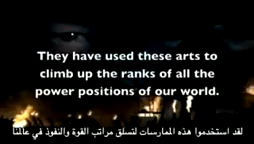 They have used these arts to
climb up the ranks of all the
power positions of our world.
لقد استخدموا هذه الممارسات لتسلق مراتب القوة والنفوذ في عالمنا